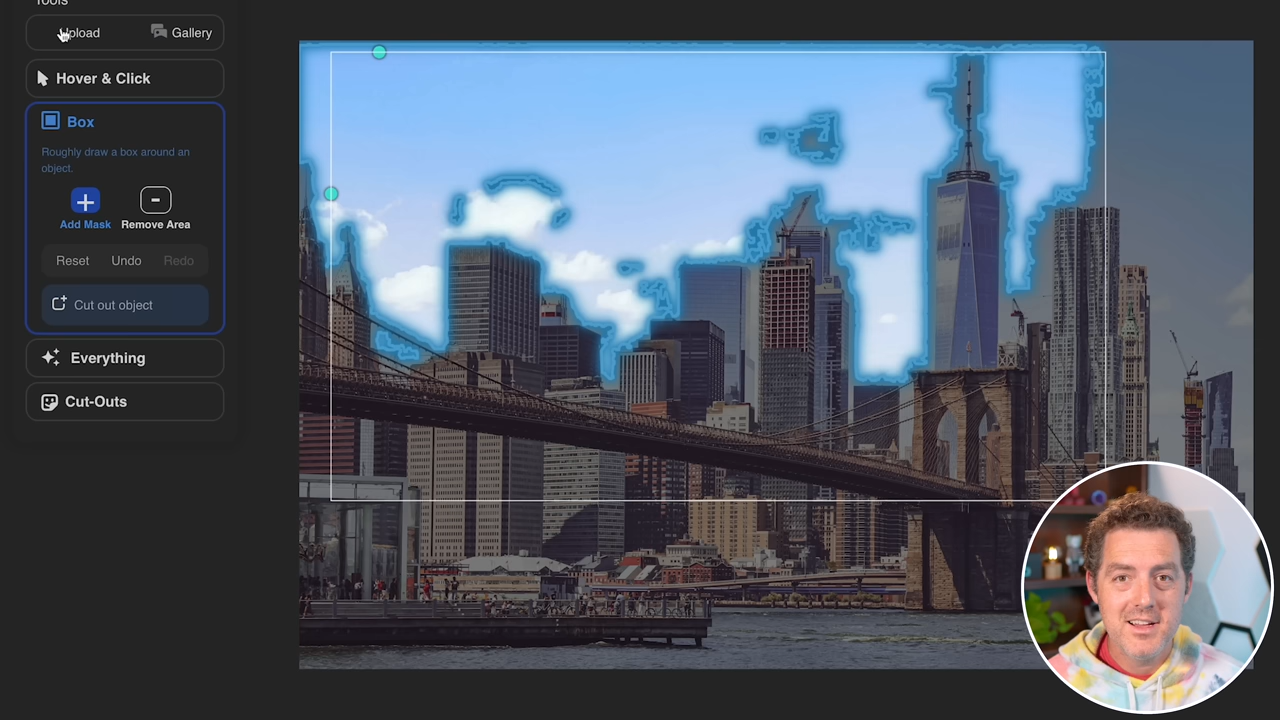 Tools
Upload
Gallery
Hover & Click
Box
Roughly draw a box around an
object.
Add Mask
Remove Area
Reset
Undo
Redo
Cut out object
Everything
Cut-Outs